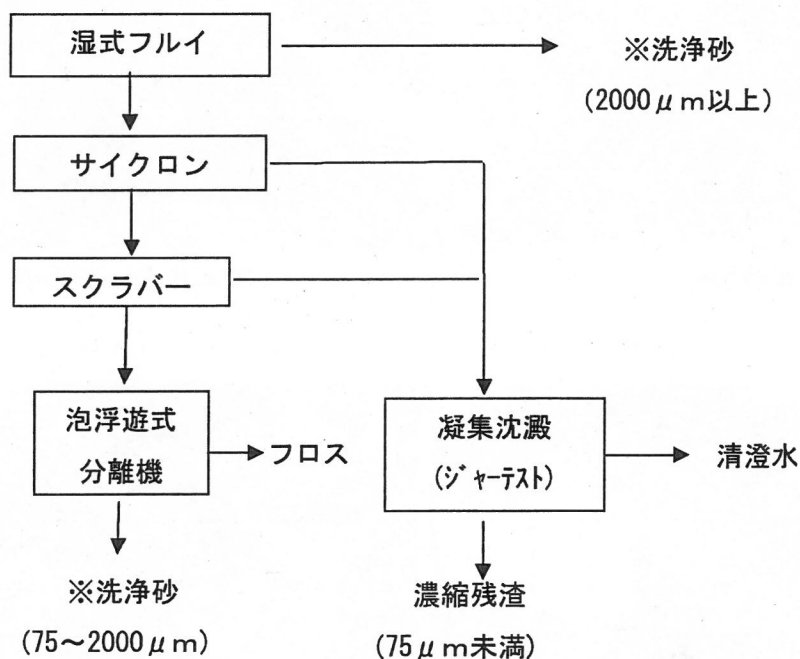 湿式フルイ
※洗浄砂
(2000μm以上)
サイクロン
スクラバー
泡浮遊式
分離機
フロス
凝集沈澱
(ｼﾞｬｰﾃｽﾄ)
清澄水
※洗浄砂
(75～2000μm)
濃縮残渣
(75μm未満)